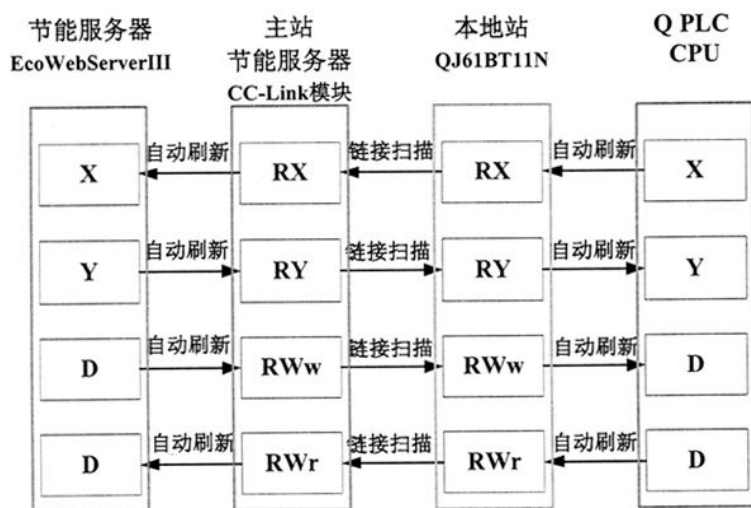 节能服务器
EcoWebServerIII
主站
节能服务器
CC-Link模块
本地站
QJ61BT11N
Q PLC
CPU
X 自动刷新 RX 链接扫描 RX 自动刷新 X
Y 自动刷新 RY 链接扫描 RY 自动刷新 Y
D 自动刷新 RWw 链接扫描 RWw 自动刷新 D
D 自动刷新 RWr 链接扫描 RWr 自动刷新 D